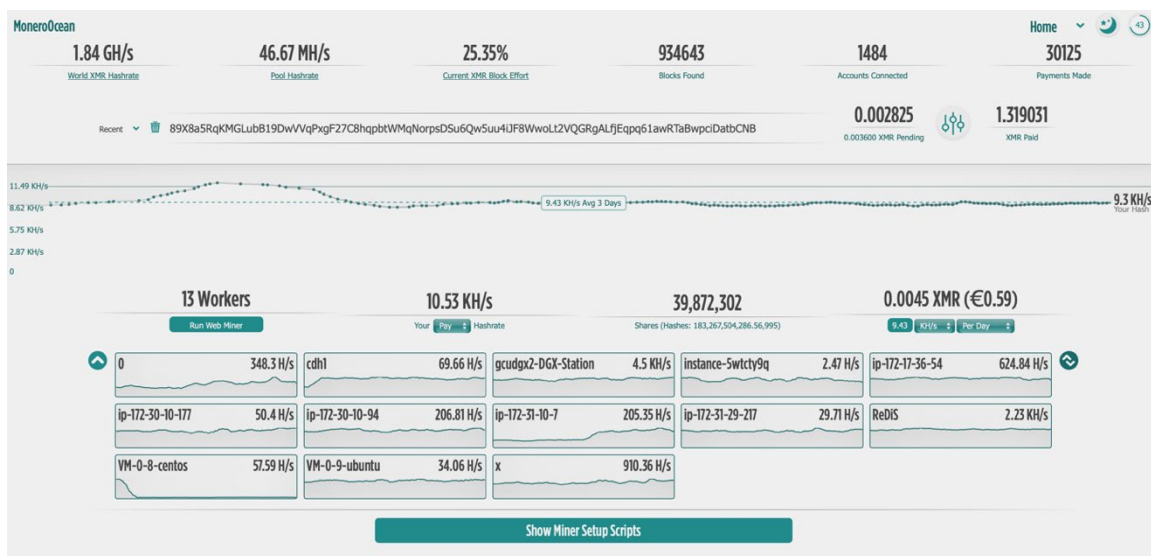 MoneroOcean
Home
43
1.84 GH/s
World XMR Hashrate
46.67 MH/s
Pool Hashrate
25.35%
Current XMR Block Effort
934643
Blocks Found
1484
Accounts Connected
30125
Payments Made
Recent
89X8a5RqKMGLubB19DwVVqPxgF27C8hqpbtWMqNorpsDSu6Qw5uu4iJF8WwoLt2VQGRgALfjEqpq61awRTaBwpciDatbCNB
0.002825
0.003600 XMR Pending
1.319031
XMR Paid
11.49 KH/s
8.62 KH/s
5.75 KH/s
2.87 KH/s
0
9.43 KH/s Avg 3 Days
9.3 KH/s
Your Hash
13 Workers
Run Web Miner
10.53 KH/s
Your Pay Hashrate
39,872,302
Shares (Hashes: 183,267,504,286.56,995)
0.0045 XMR (€0.59)
9.43 KH/s Per Day
0 348.3 H/s
cdh1 69.66 H/s
gcudgx2-DGX-Station 4.5 KH/s
instance-5wtcty9q 2.47 H/s
ip-172-17-36-54 624.84 H/s
ip-172-30-10-177 50.4 H/s
ip-172-30-10-94 206.81 H/s
ip-172-31-10-7 205.35 H/s
ip-172-31-29-217 29.71 H/s
ReDiS 2.23 KH/s
VM-0-8-centos 57.59 H/s
VM-0-9-ubuntu 34.06 H/s
x 910.36 H/s
Show Miner Setup Scripts